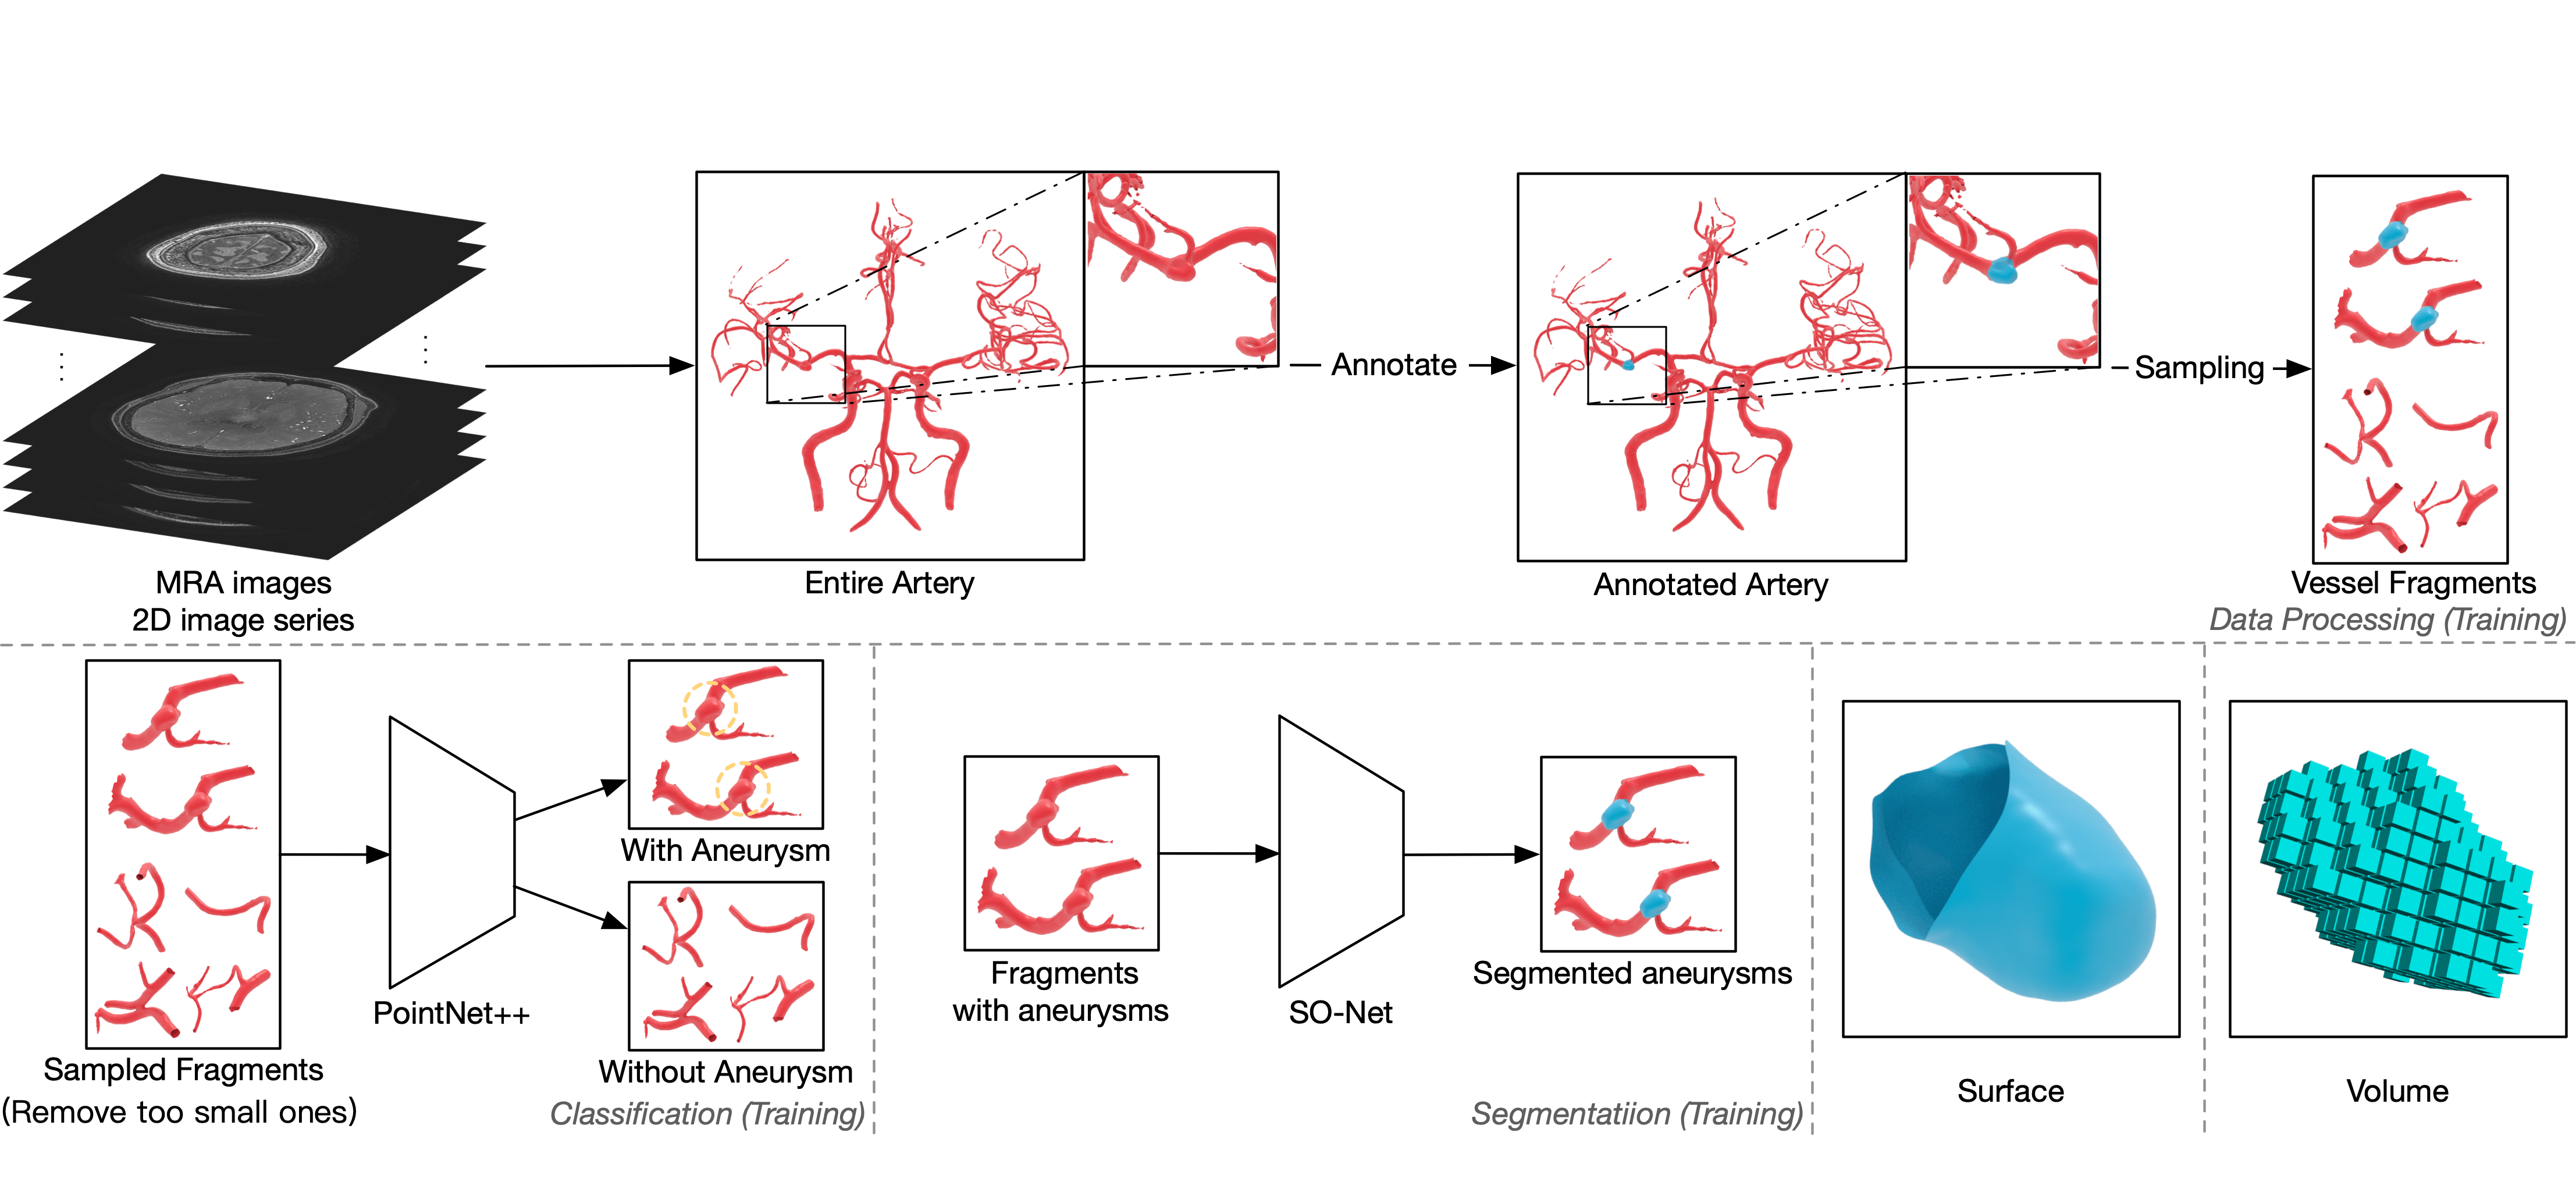 MRA images
2D image series
Entire Artery
Annotate
Annotated Artery
Sampling
Vessel Fragments
Data Processing (Training)
Sampled Fragments
(Remove too small ones)
PointNet++
With Aneurysm
Without Aneurysm
Classification (Training)
Fragments
with aneurysms
SO-Net
Segmented aneurysms
Segmentatiion (Training)
Surface
Volume